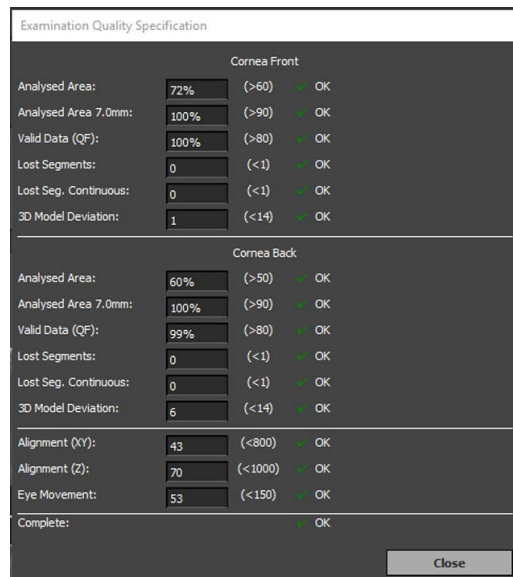 Examination Quality Specification
Cornea Front
Analysed Area: 72% (>60) OK
Analysed Area 7.0mm: 100% (>90) OK
Valid Data (QF): 100% (>80) OK
Lost Segments: 0 (<1) OK
Lost Seg. Continuous: 0 (<1) OK
3D Model Deviation: 1 (<14) OK
Cornea Back
Analysed Area: 60% (>50) OK
Analysed Area 7.0mm: 100% (>90) OK
Valid Data (QF): 99% (>80) OK
Lost Segments: 0 (<1) OK
Lost Seg. Continuous: 0 (<1) OK
3D Model Deviation: 6 (<14) OK
Alignment (XY): 43 (<800) OK
Alignment (Z): 70 (<1000) OK
Eye Movement: 53 (<150) OK
Complete: OK
Close